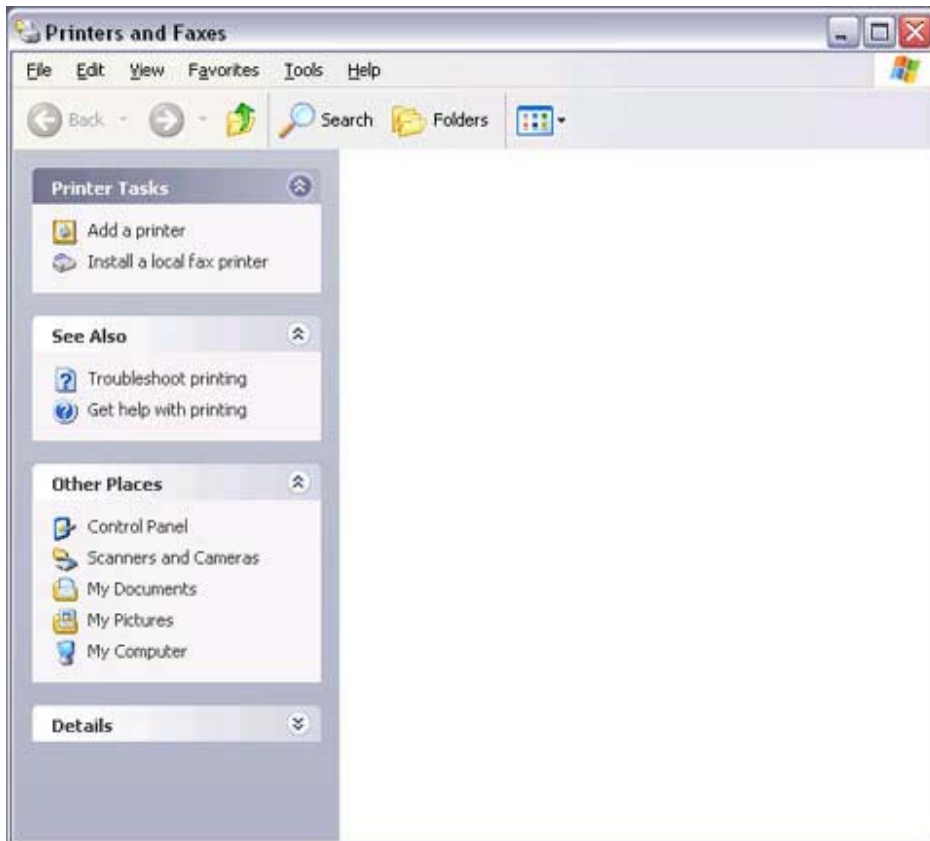 Printers and Faxes
File Edit View Favorites Tools Help
Back Search Folders
Printer Tasks
Add a printer
Install a local fax printer
See Also
Troubleshoot printing
Get help with printing
Other Places
Control Panel
Scanners and Cameras
My Documents
My Pictures
My Computer
Details